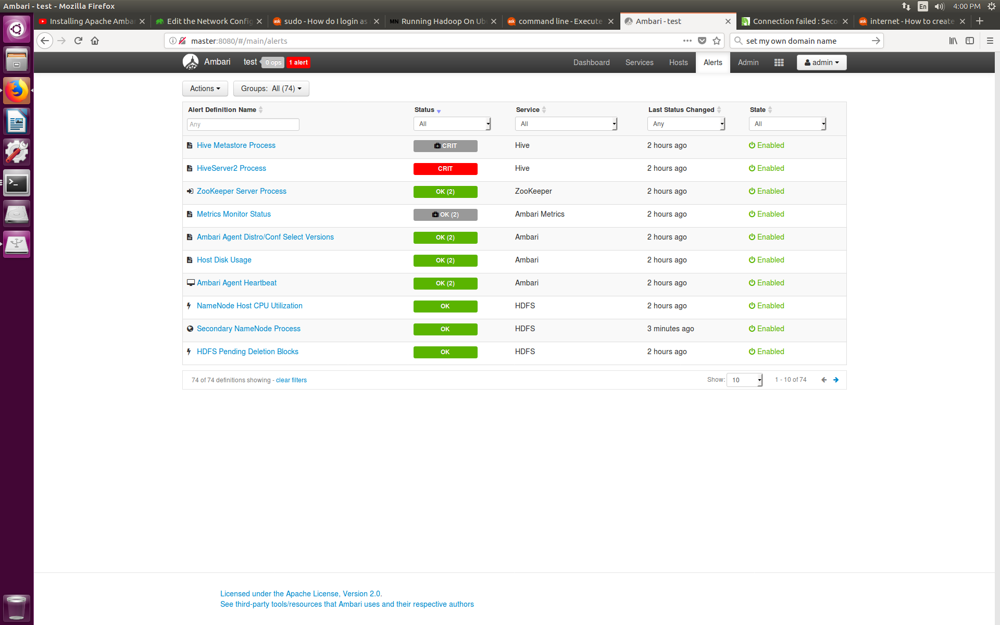 Ambari - test - Mozilla Firefox
En
4:00 PM
Installing Apache Amba
Edit the Network Config
ask sudo - How do I login as
MN Running Hadoop On Ub
ask command line - Execute
Ambari - test
Connection failed : Seco
ask internet - How to create
master:8080/#/main/alerts
set my own domain name
Ambari
test
0 ops
1 alert
Dashboard
Services
Hosts
Alerts
Admin
admin
Actions
Groups: All (74)
Alert Definition Name Status Service Last Status Changed State
Any All All Any All
Hive Metastore Process CRIT Hive 2 hours ago Enabled
HiveServer2 Process CRIT Hive 2 hours ago Enabled
ZooKeeper Server Process OK (2) ZooKeeper 2 hours ago Enabled
Metrics Monitor Status OK (2) Ambari Metrics 2 hours ago Enabled
Ambari Agent Distro/Conf Select Versions OK (2) Ambari 2 hours ago Enabled
Host Disk Usage OK (2) Ambari 2 hours ago Enabled
Ambari Agent Heartbeat OK (2) Ambari 2 hours ago Enabled
NameNode Host CPU Utilization OK HDFS 2 hours ago Enabled
Secondary NameNode Process OK HDFS 3 minutes ago Enabled
HDFS Pending Deletion Blocks OK HDFS 2 hours ago Enabled
74 of 74 definitions showing - clear filters
Show: 10 1 - 10 of 74
Licensed under the Apache License, Version 2.0.
See third-party tools/resources that Ambari uses and their respective authors